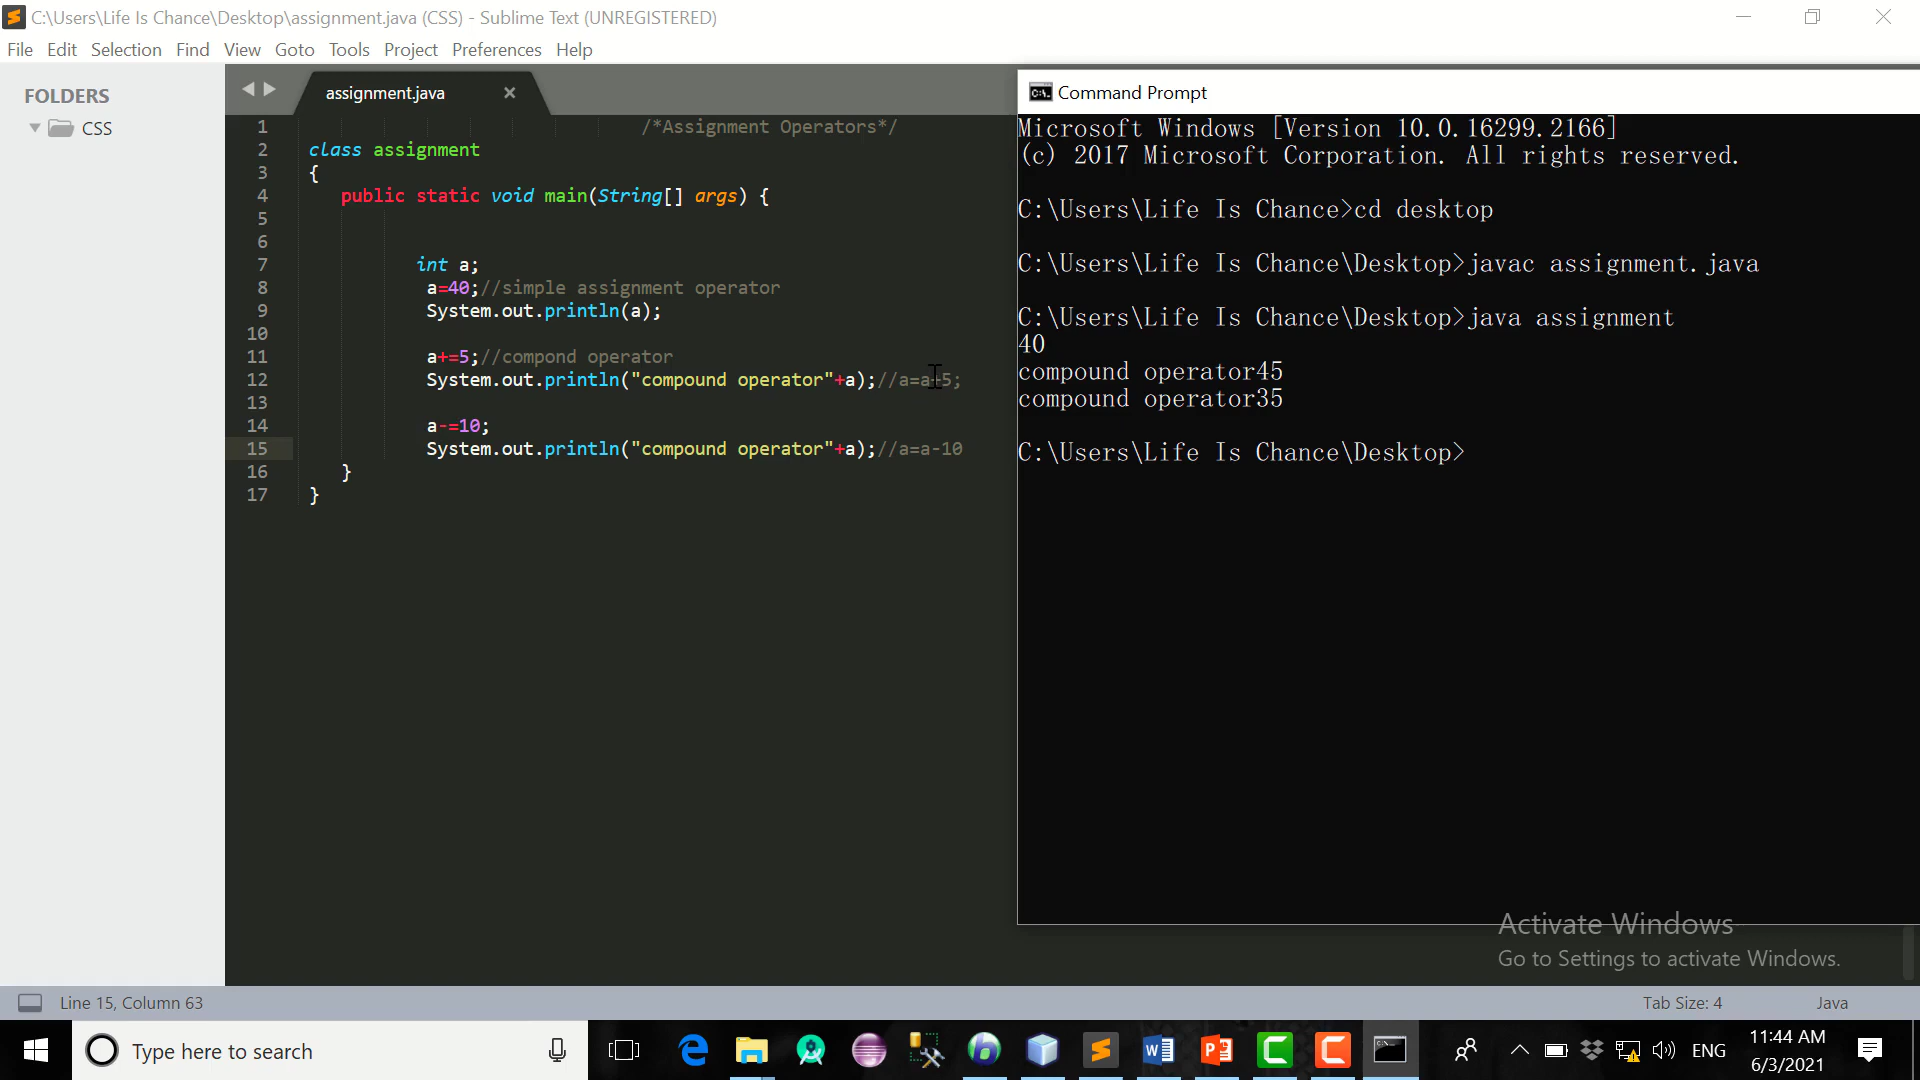 C:\Users\Life Is Chance\Desktop\assignment.java (CSS) - Sublime Text (UNREGISTERED)
File Edit Selection Find View Goto Tools Project Preferences Help
FOLDERS
CSS
assignment.java
1 /*Assignment Operators*/
2 class assignment
3 {
4 public static void main(String[] args) {
5
6
7 int a;
8 a=40;//simple assignment operator
9 System.out.println(a);
10
11 a+=5;//compond operator
12 System.out.println("compound operator"+a);//a=a+5;
13
14 a-=10;
15 System.out.println("compound operator"+a);//a=a-10
16 }
17 }
Command Prompt
Microsoft Windows [Version 10.0.16299.2166]
(c) 2017 Microsoft Corporation. All rights reserved.
C:\Users\Life Is Chance>cd desktop
C:\Users\Life Is Chance\Desktop>javac assignment.java
C:\Users\Life Is Chance\Desktop>java assignment
40
compound operator45
compound operator35
C:\Users\Life Is Chance\Desktop>
Activate Windows
Go to Settings to activate Windows.
Line 15, Column 63
Tab Size: 4
Java
Type here to search
ENG
11:44 AM
6/3/2021